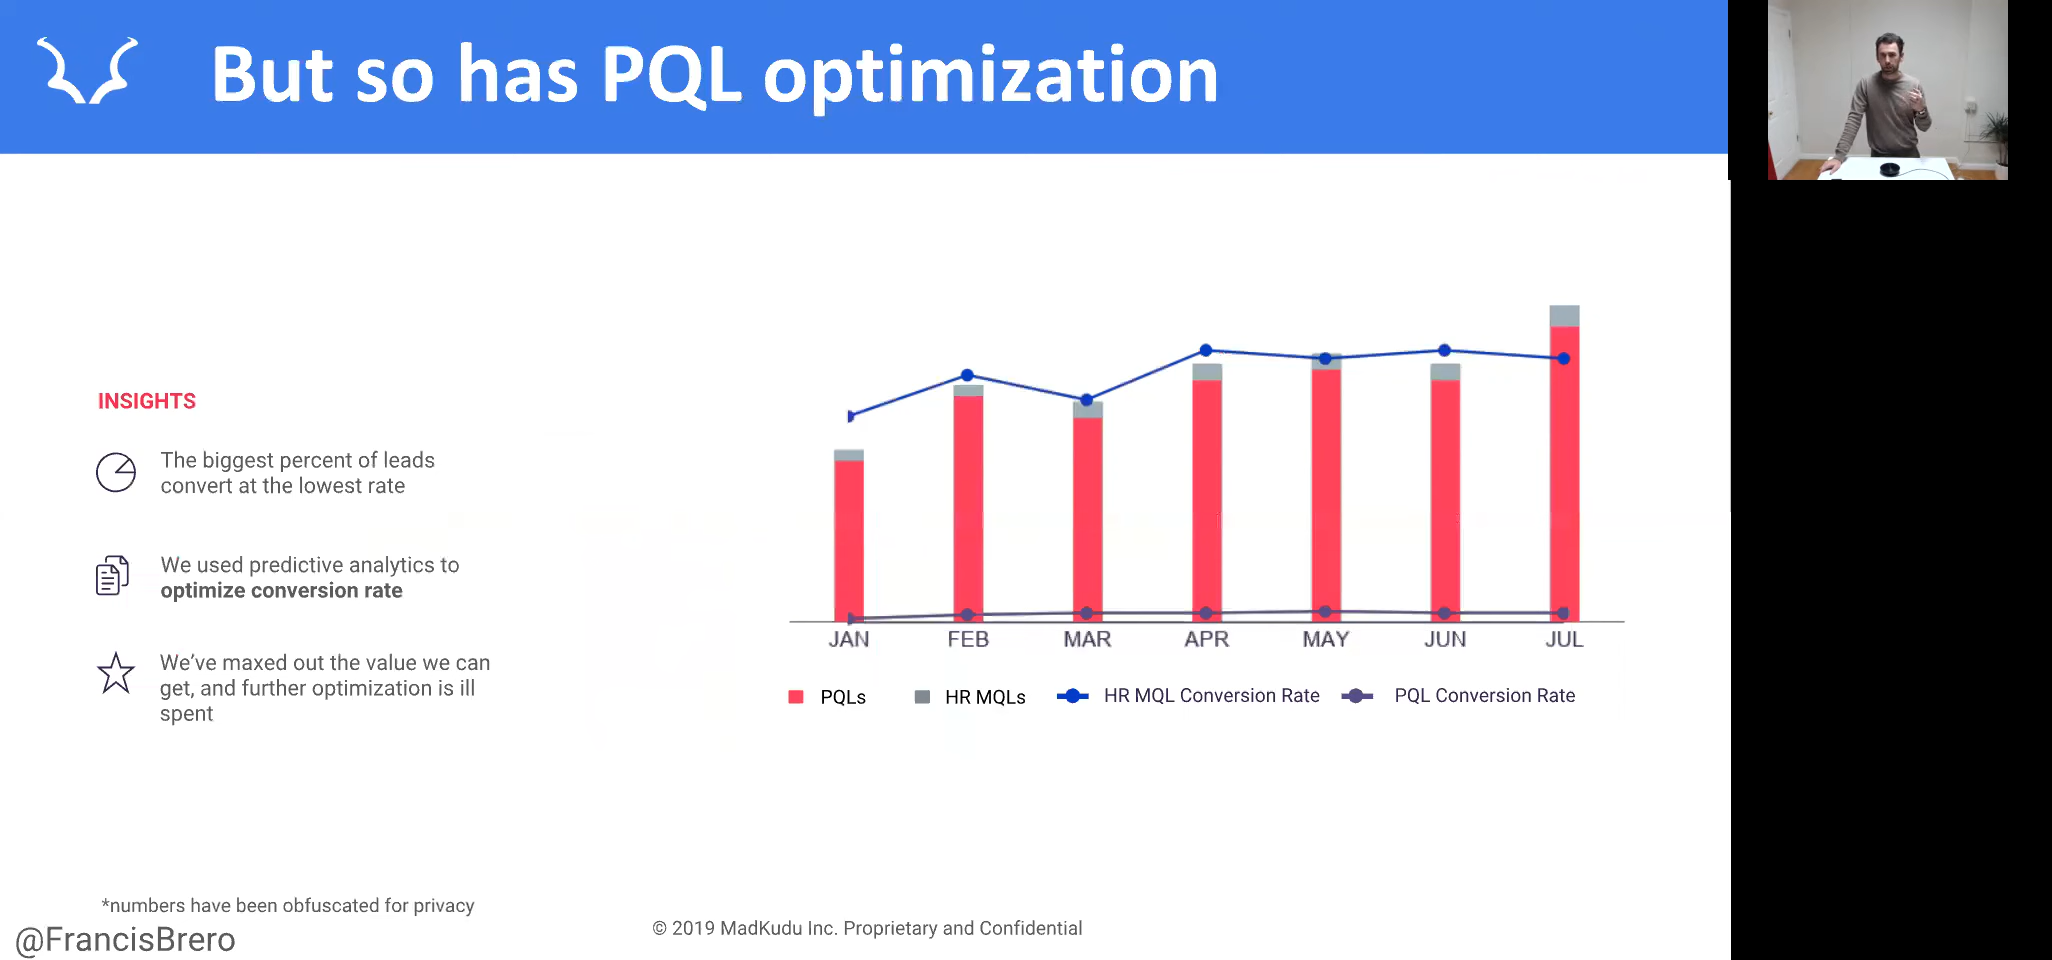 But so has PQL optimization
INSIGHTS
The biggest percent of leads
convert at the lowest rate
We used predictive analytics to
optimize conversion rate
We’ve maxed out the value we can
get, and further optimization is ill
spent
JAN FEB MAR APR MAY JUN JUL
PQLs HR MQLs HR MQL Conversion Rate PQL Conversion Rate
*numbers have been obfuscated for privacy
@FrancisBrero
© 2019 MadKudu Inc. Proprietary and Confidential